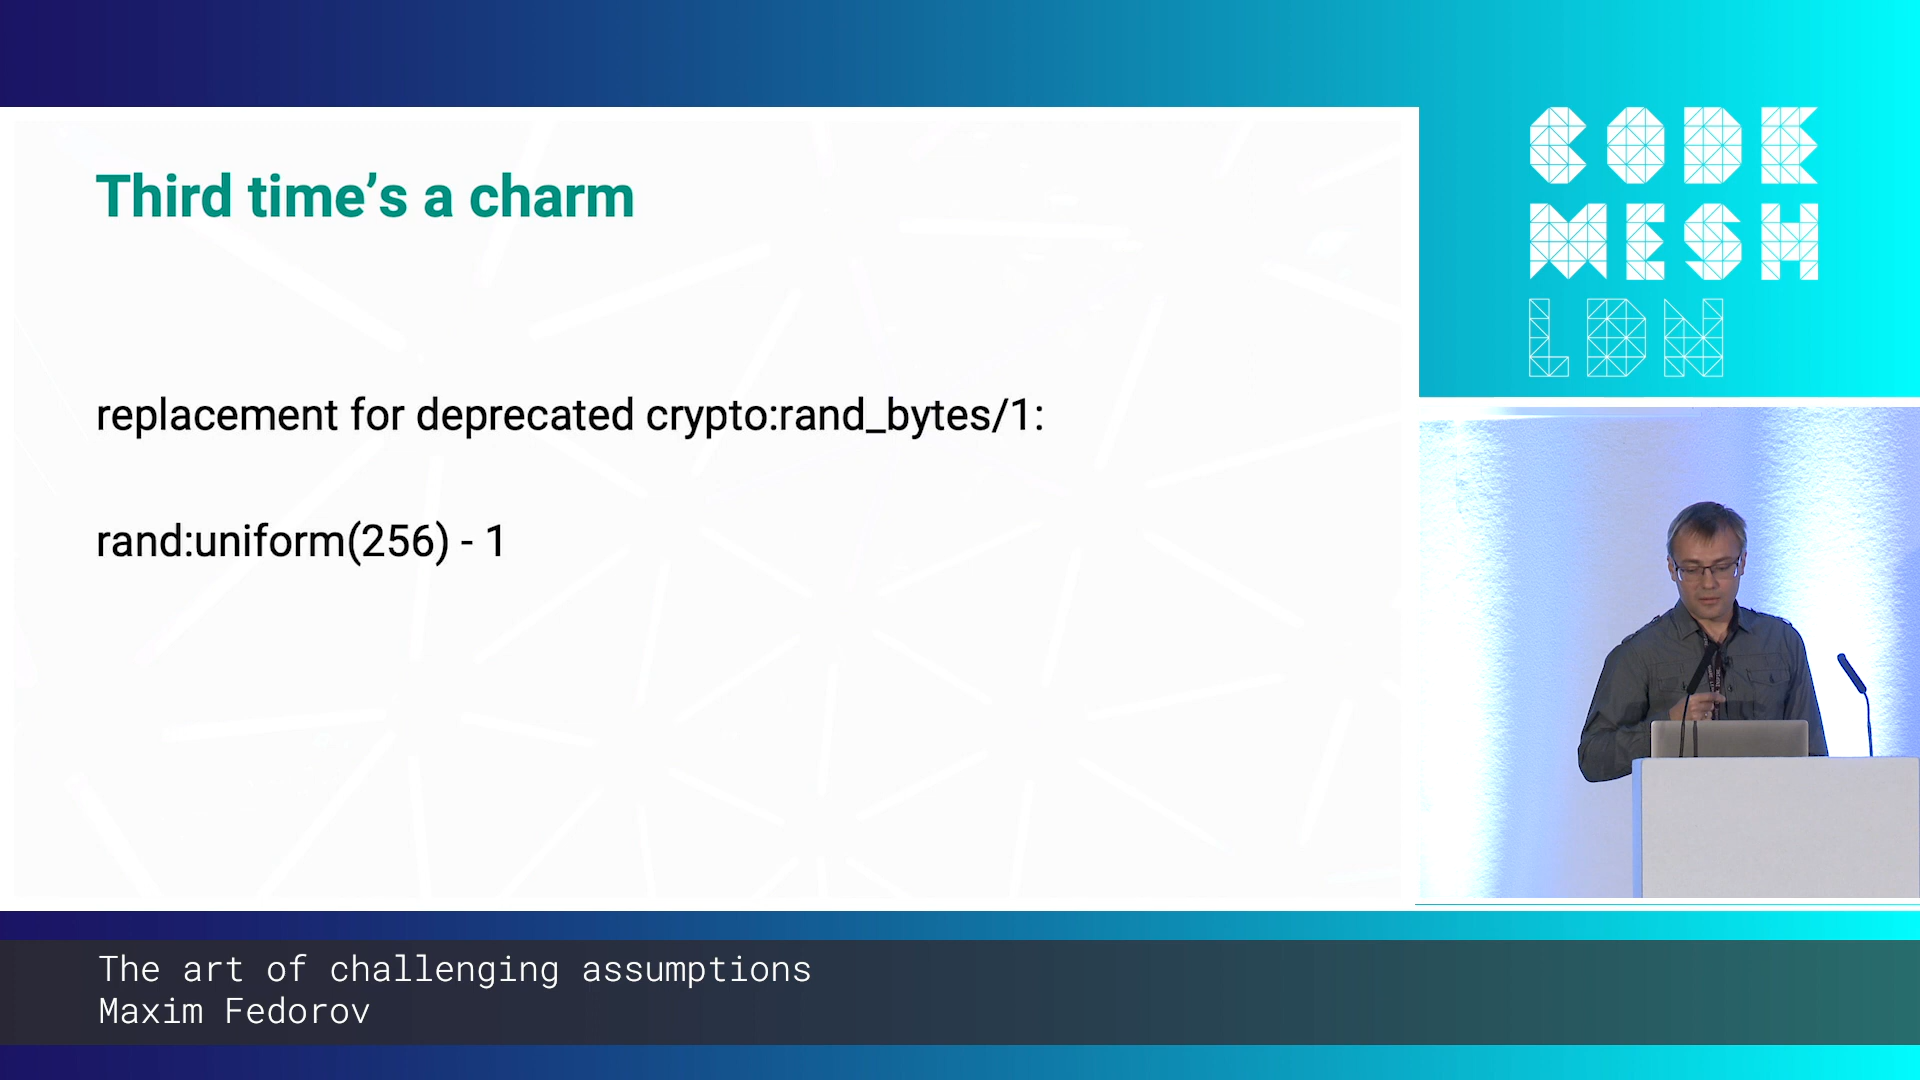 Third time’s a charm
replacement for deprecated crypto:rand_bytes/1:
rand:uniform(256) - 1
CODE
MESH
LDN
The art of challenging assumptions
Maxim Fedorov